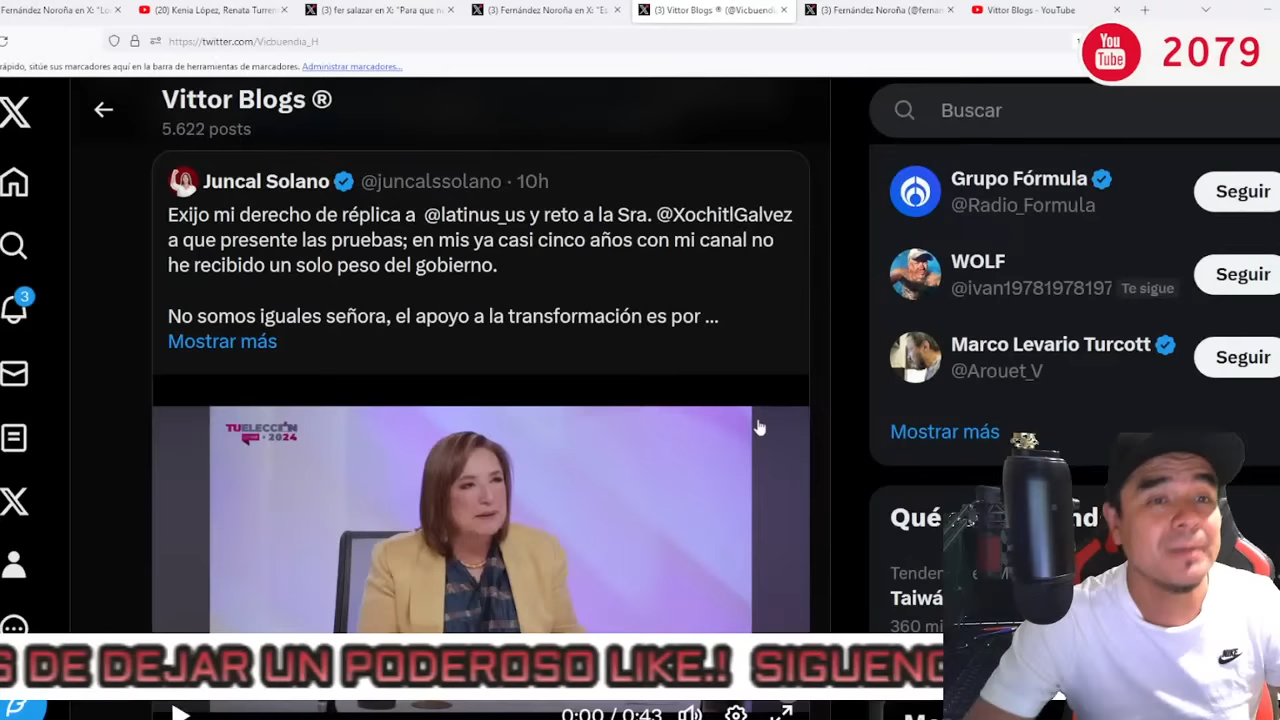 Fernández Noroña en X: "Lo
(20) Kenia López, Renata Turren
(3) fer salazar en X: "Para que n
(3) Fernández Noroña en X: "E
(3) Vittor Blogs ® (@Vicbuendia
(3) Fernández Noroña (@fernan
Vittor Blogs - YouTube
https://twitter.com/Vicbuendia_H
rápido, sitúe sus marcadores aquí en la barra de herramientas de marcadores. Administrar marcadores...
You
Tube
2079
Vittor Blogs ®
5.622 posts
Buscar
Juncal Solano @juncalssolano · 10h
Exijo mi derecho de réplica a @latinus_us y reto a la Sra. @XochitlGalvez
a que presente las pruebas; en mis ya casi cinco años con mi canal no
he recibido un solo peso del gobierno.
No somos iguales señora, el apoyo a la transformación es por ...
Mostrar más
TUELECCIÓN
2024
0:00 / 0:43
3
Grupo Fórmula
@Radio_Formula
Seguir
WOLF
@ivan19781978197 Te sigue
Seguir
Marco Levario Turcott
@Arouet_V
Seguir
Mostrar más
Qué
nd
Tenden
Taiwá
360 mi
S DE DEJAR UN PODEROSO LIKE.! SIGUENO